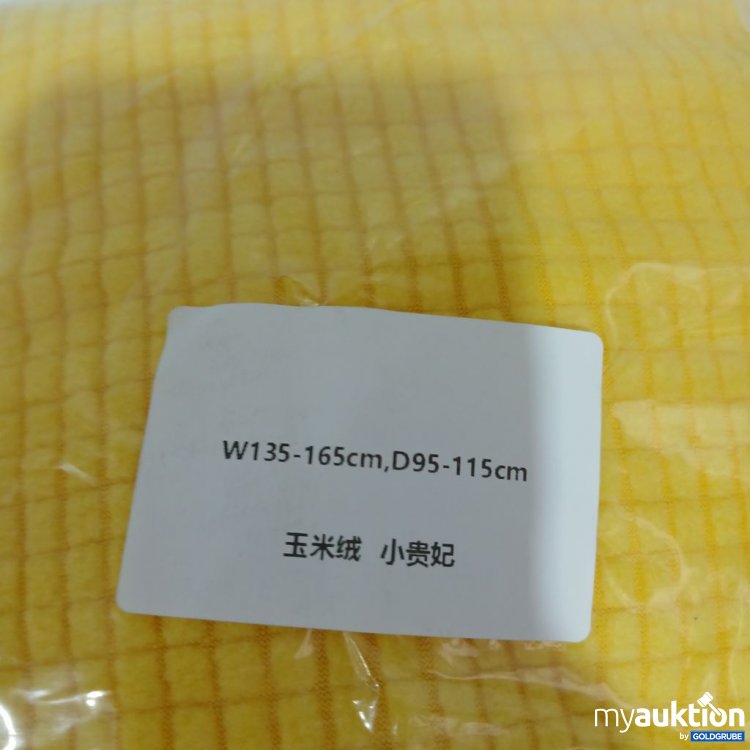 W135-165cm,D95-115cm
玉米绒 小贵妃
myauktion
by GOLDGRUBE